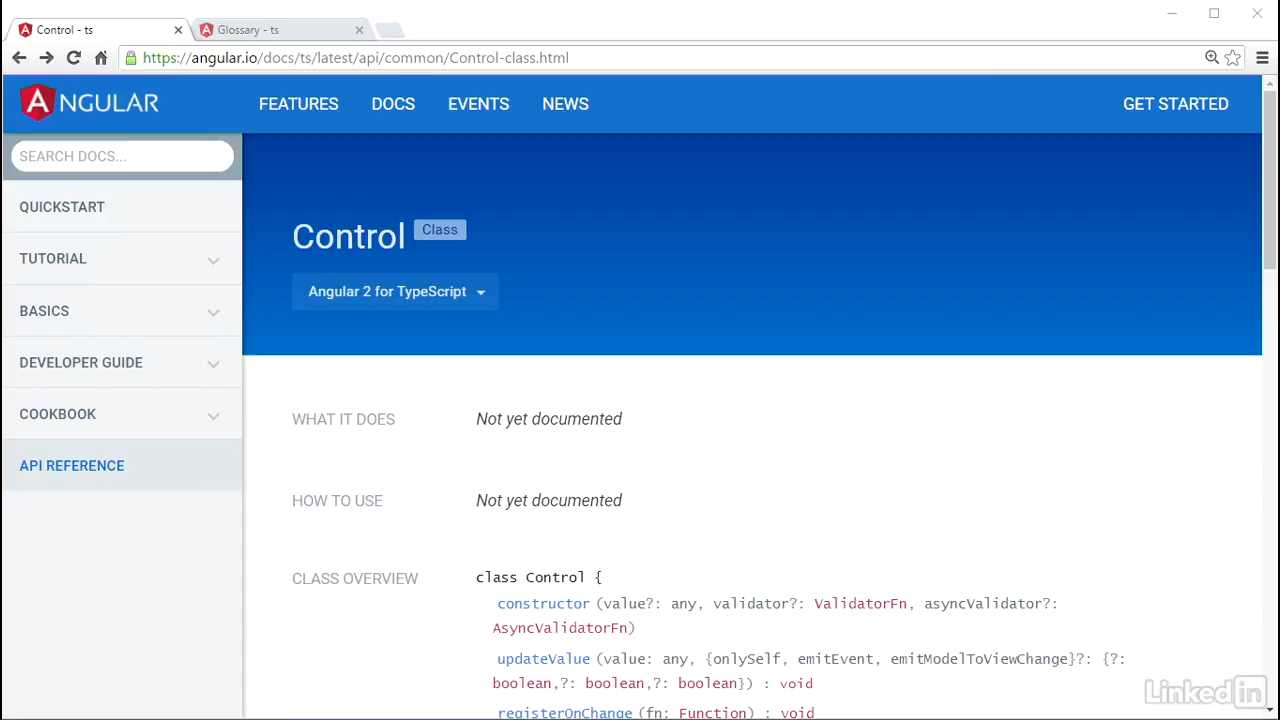 Control - ts
Glossary - ts
https://angular.io/docs/ts/latest/api/common/Control-class.html
ANGULAR
FEATURES
DOCS
EVENTS
NEWS
GET STARTED
SEARCH DOCS...
QUICKSTART
TUTORIAL
BASICS
DEVELOPER GUIDE
COOKBOOK
API REFERENCE
Control Class
Angular 2 for TypeScript
WHAT IT DOES
Not yet documented
HOW TO USE
Not yet documented
CLASS OVERVIEW
class Control {
constructor (value?: any, validator?: ValidatorFn, asyncValidator?:
AsyncValidatorFn)
updateValue (value: any, {onlySelf, emitEvent, emitModelToViewChange}?: {?:
boolean,?: boolean,?: boolean}) : void
registerOnChange (fn: Function) : void
LinkedIn